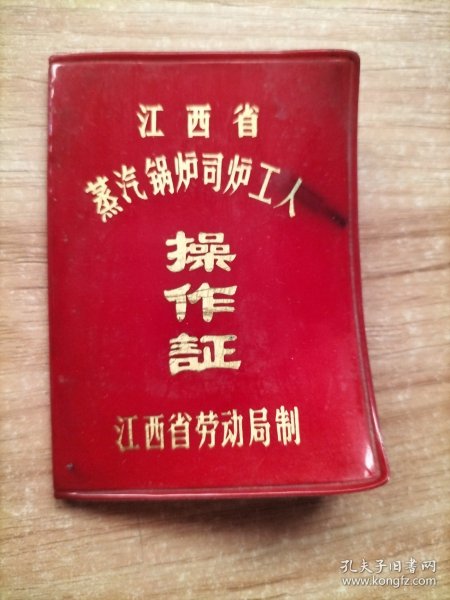 江西省
蒸汽锅炉司炉工人
操
作
証
江西省劳动局制
孔夫子旧书网
www.kongfz.com